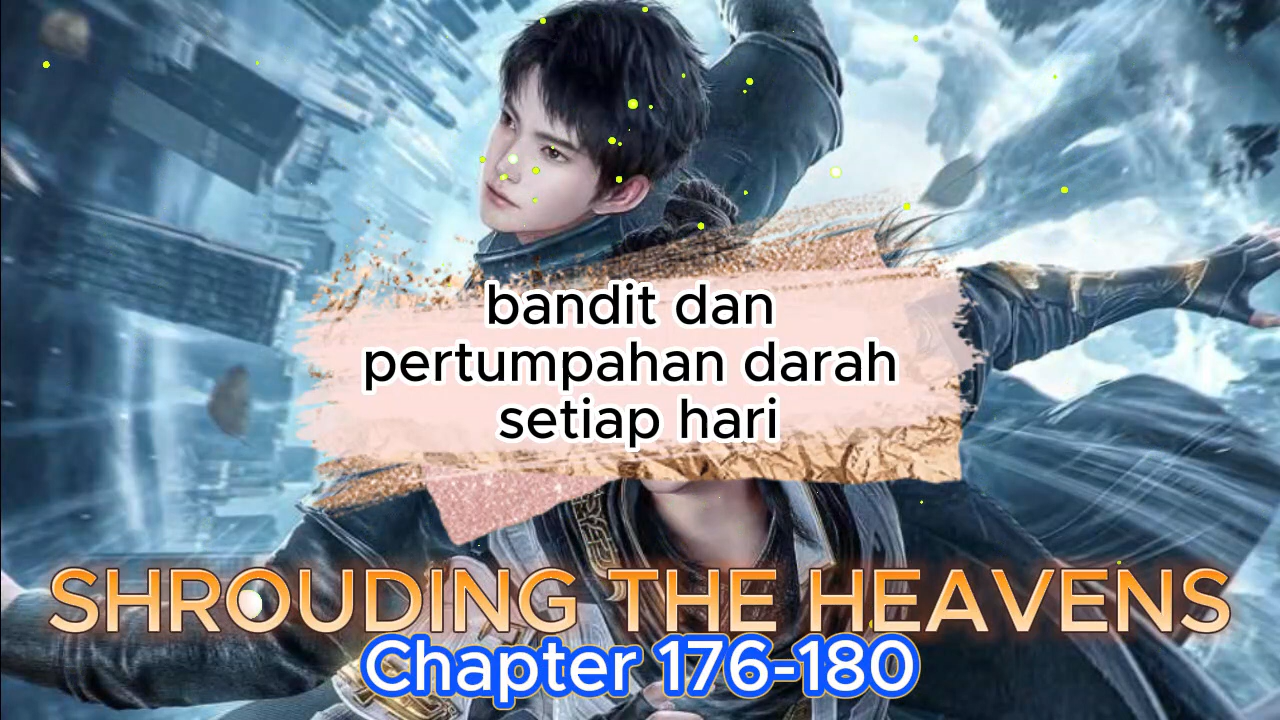 bandit dan
pertumpahan darah
setiap hari
SHROUDING THE HEAVENS
Chapter 176-180